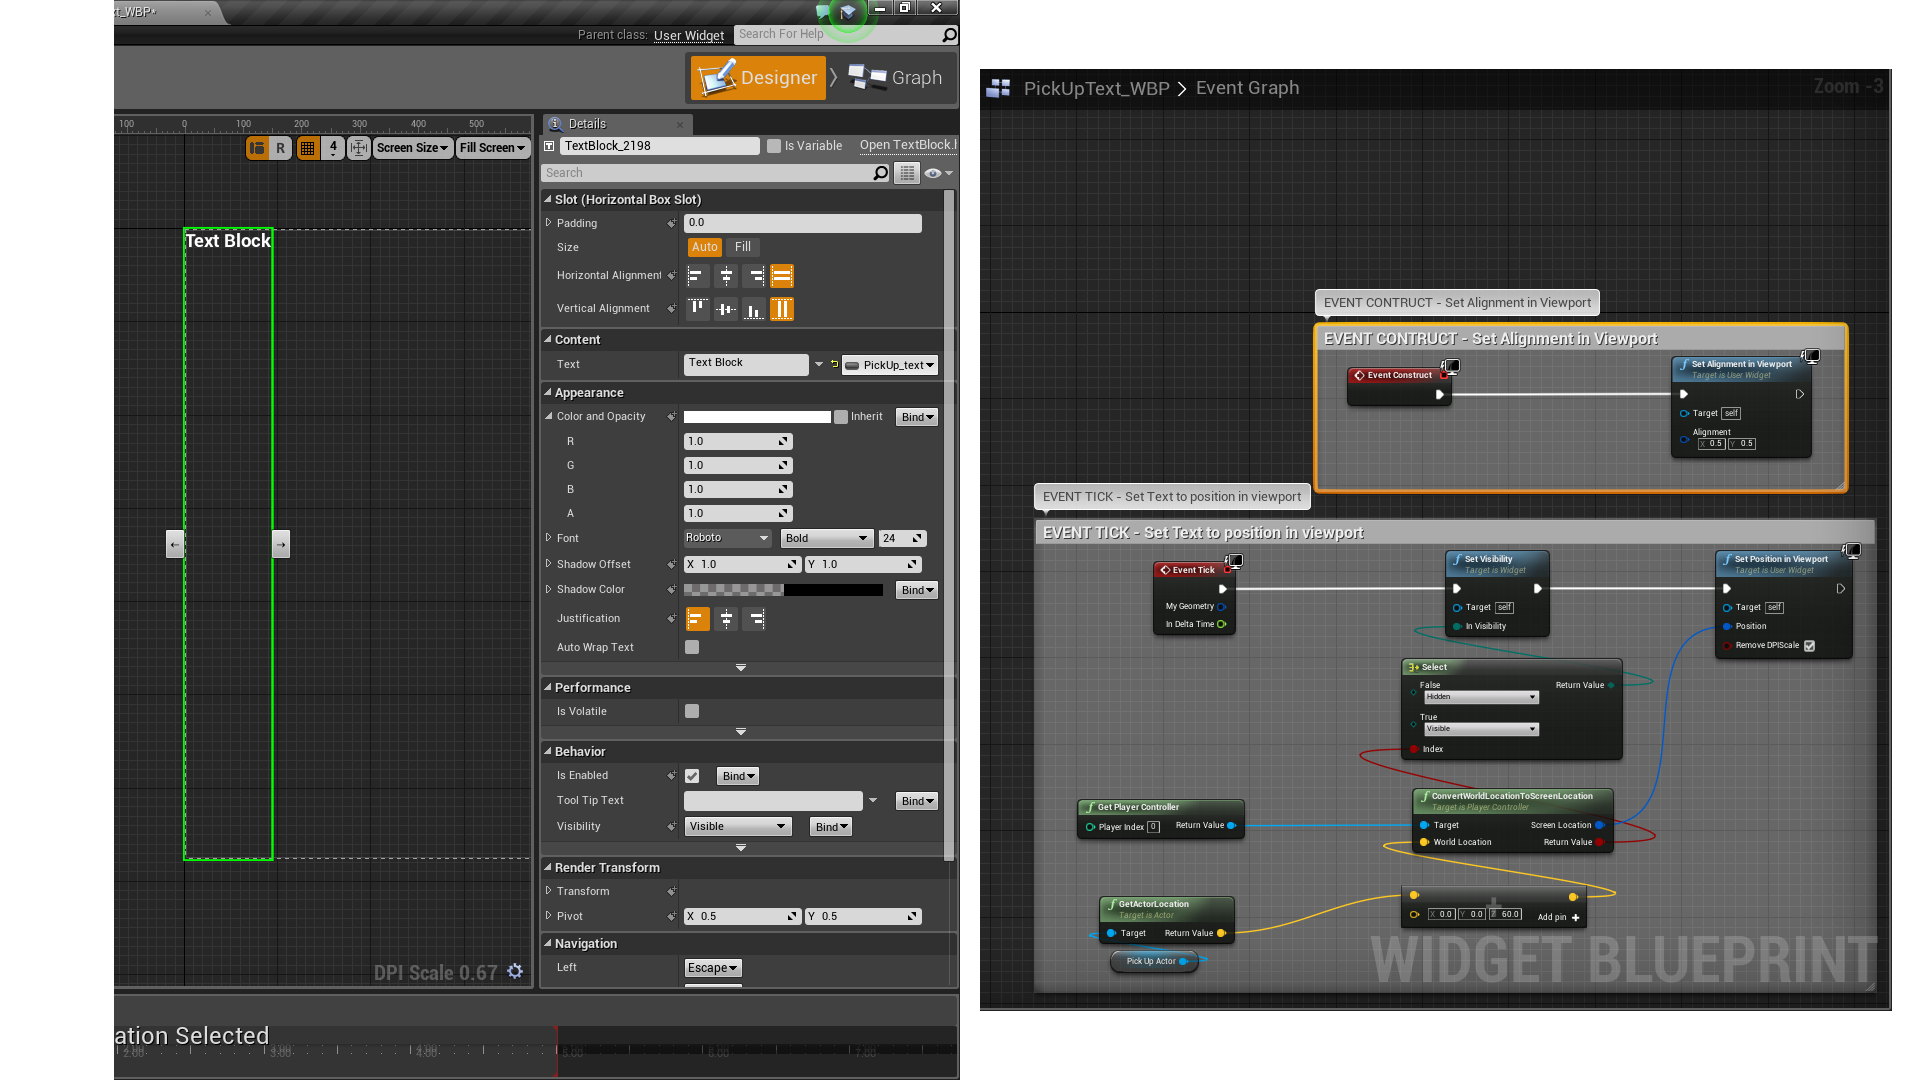 xt_WBP*
Parent class: User Widget
Search For Help
Designer
Graph
100 0 100 200 300 400 500
R
4
Screen Size
Fill Screen
Text Block
DPI Scale 0.67
Details
TextBlock_2198
Is Variable
Open TextBlock.h
Search
Slot (Horizontal Box Slot)
Padding 0.0
Size Auto Fill
Horizontal Alignment
Vertical Alignment
Content
Text Text Block PickUp_text
Appearance
Color and Opacity Inherit Bind
R 1.0
G 1.0
B 1.0
A 1.0
Font Roboto Bold 24
Shadow Offset X 1.0 Y 1.0
Shadow Color Bind
Justification
Auto Wrap Text
Performance
Is Volatile
Behavior
Is Enabled Bind
Tool Tip Text Bind
Visibility Visible Bind
Render Transform
Transform
Pivot X 0.5 Y 0.5
Navigation
Left Escape
ation Selected
2.00 3.00 4.00 5.00 6.00 7.00
PickUpText_WBP > Event Graph
Zoom -3
EVENT CONTRUCT - Set Alignment in Viewport
EVENT CONTRUCT - Set Alignment in Viewport
Event Construct
Set Alignment in Viewport
Target is User Widget
Target self
Alignment
X 0.5 Y 0.5
EVENT TICK - Set Text to position in viewport
EVENT TICK - Set Text to position in viewport
Event Tick
My Geometry
In Delta Time
Set Visibility
Target is Widget
Target self
In Visibility
Set Position in Viewport
Target is User Widget
Target self
Position
Remove DPIScale
Select
False
Hidden
Return Value
True
Visible
Index
Get Player Controller
Player Index 0 Return Value
ConvertWorldLocationToScreenLocation
Target is Player Controller
Target Screen Location
World Location Return Value
GetActorLocation
Target is Actor
Target Return Value
Pick Up Actor
X 0.0 Y 0.0 Z 60.0 Add pin +
WIDGET BLUEPRINT